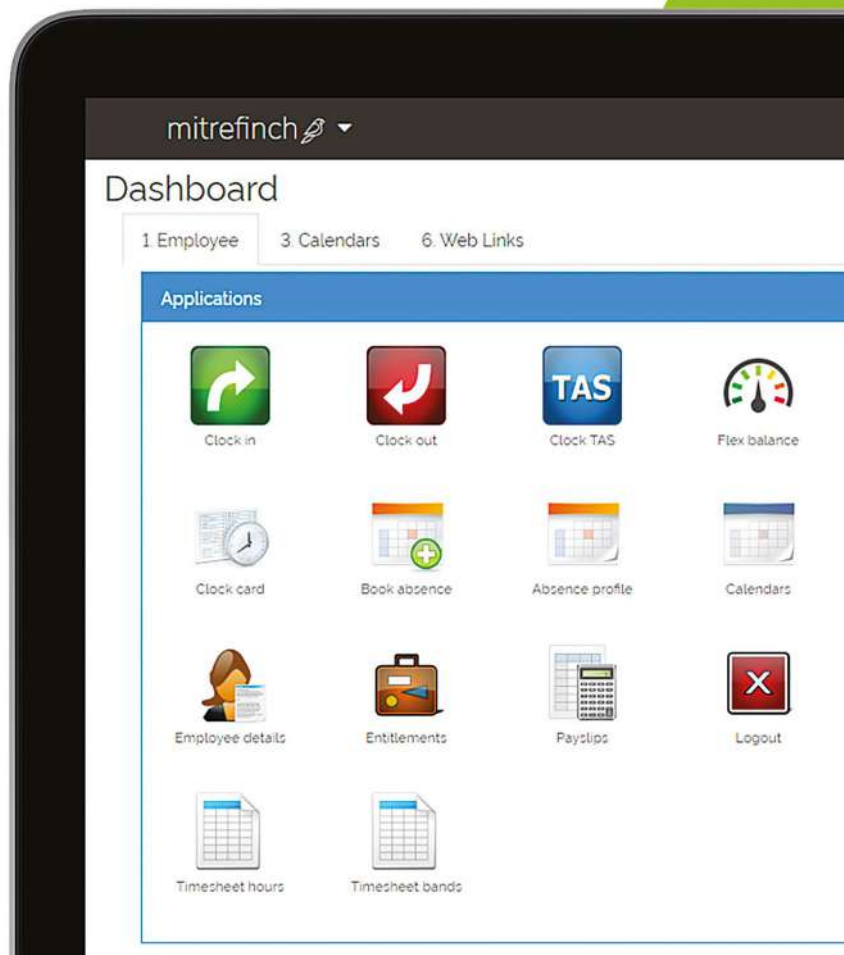 mitrefinch
Dashboard
1. Employee 3. Calendars 6. Web Links
Applications
TAS
Clock in Clock out Clock TAS Flex balance
Clock card Book absence Absence profile Calendars
X
Employee details Entitlements Payslips Logout
Timesheet hours Timesheet bands